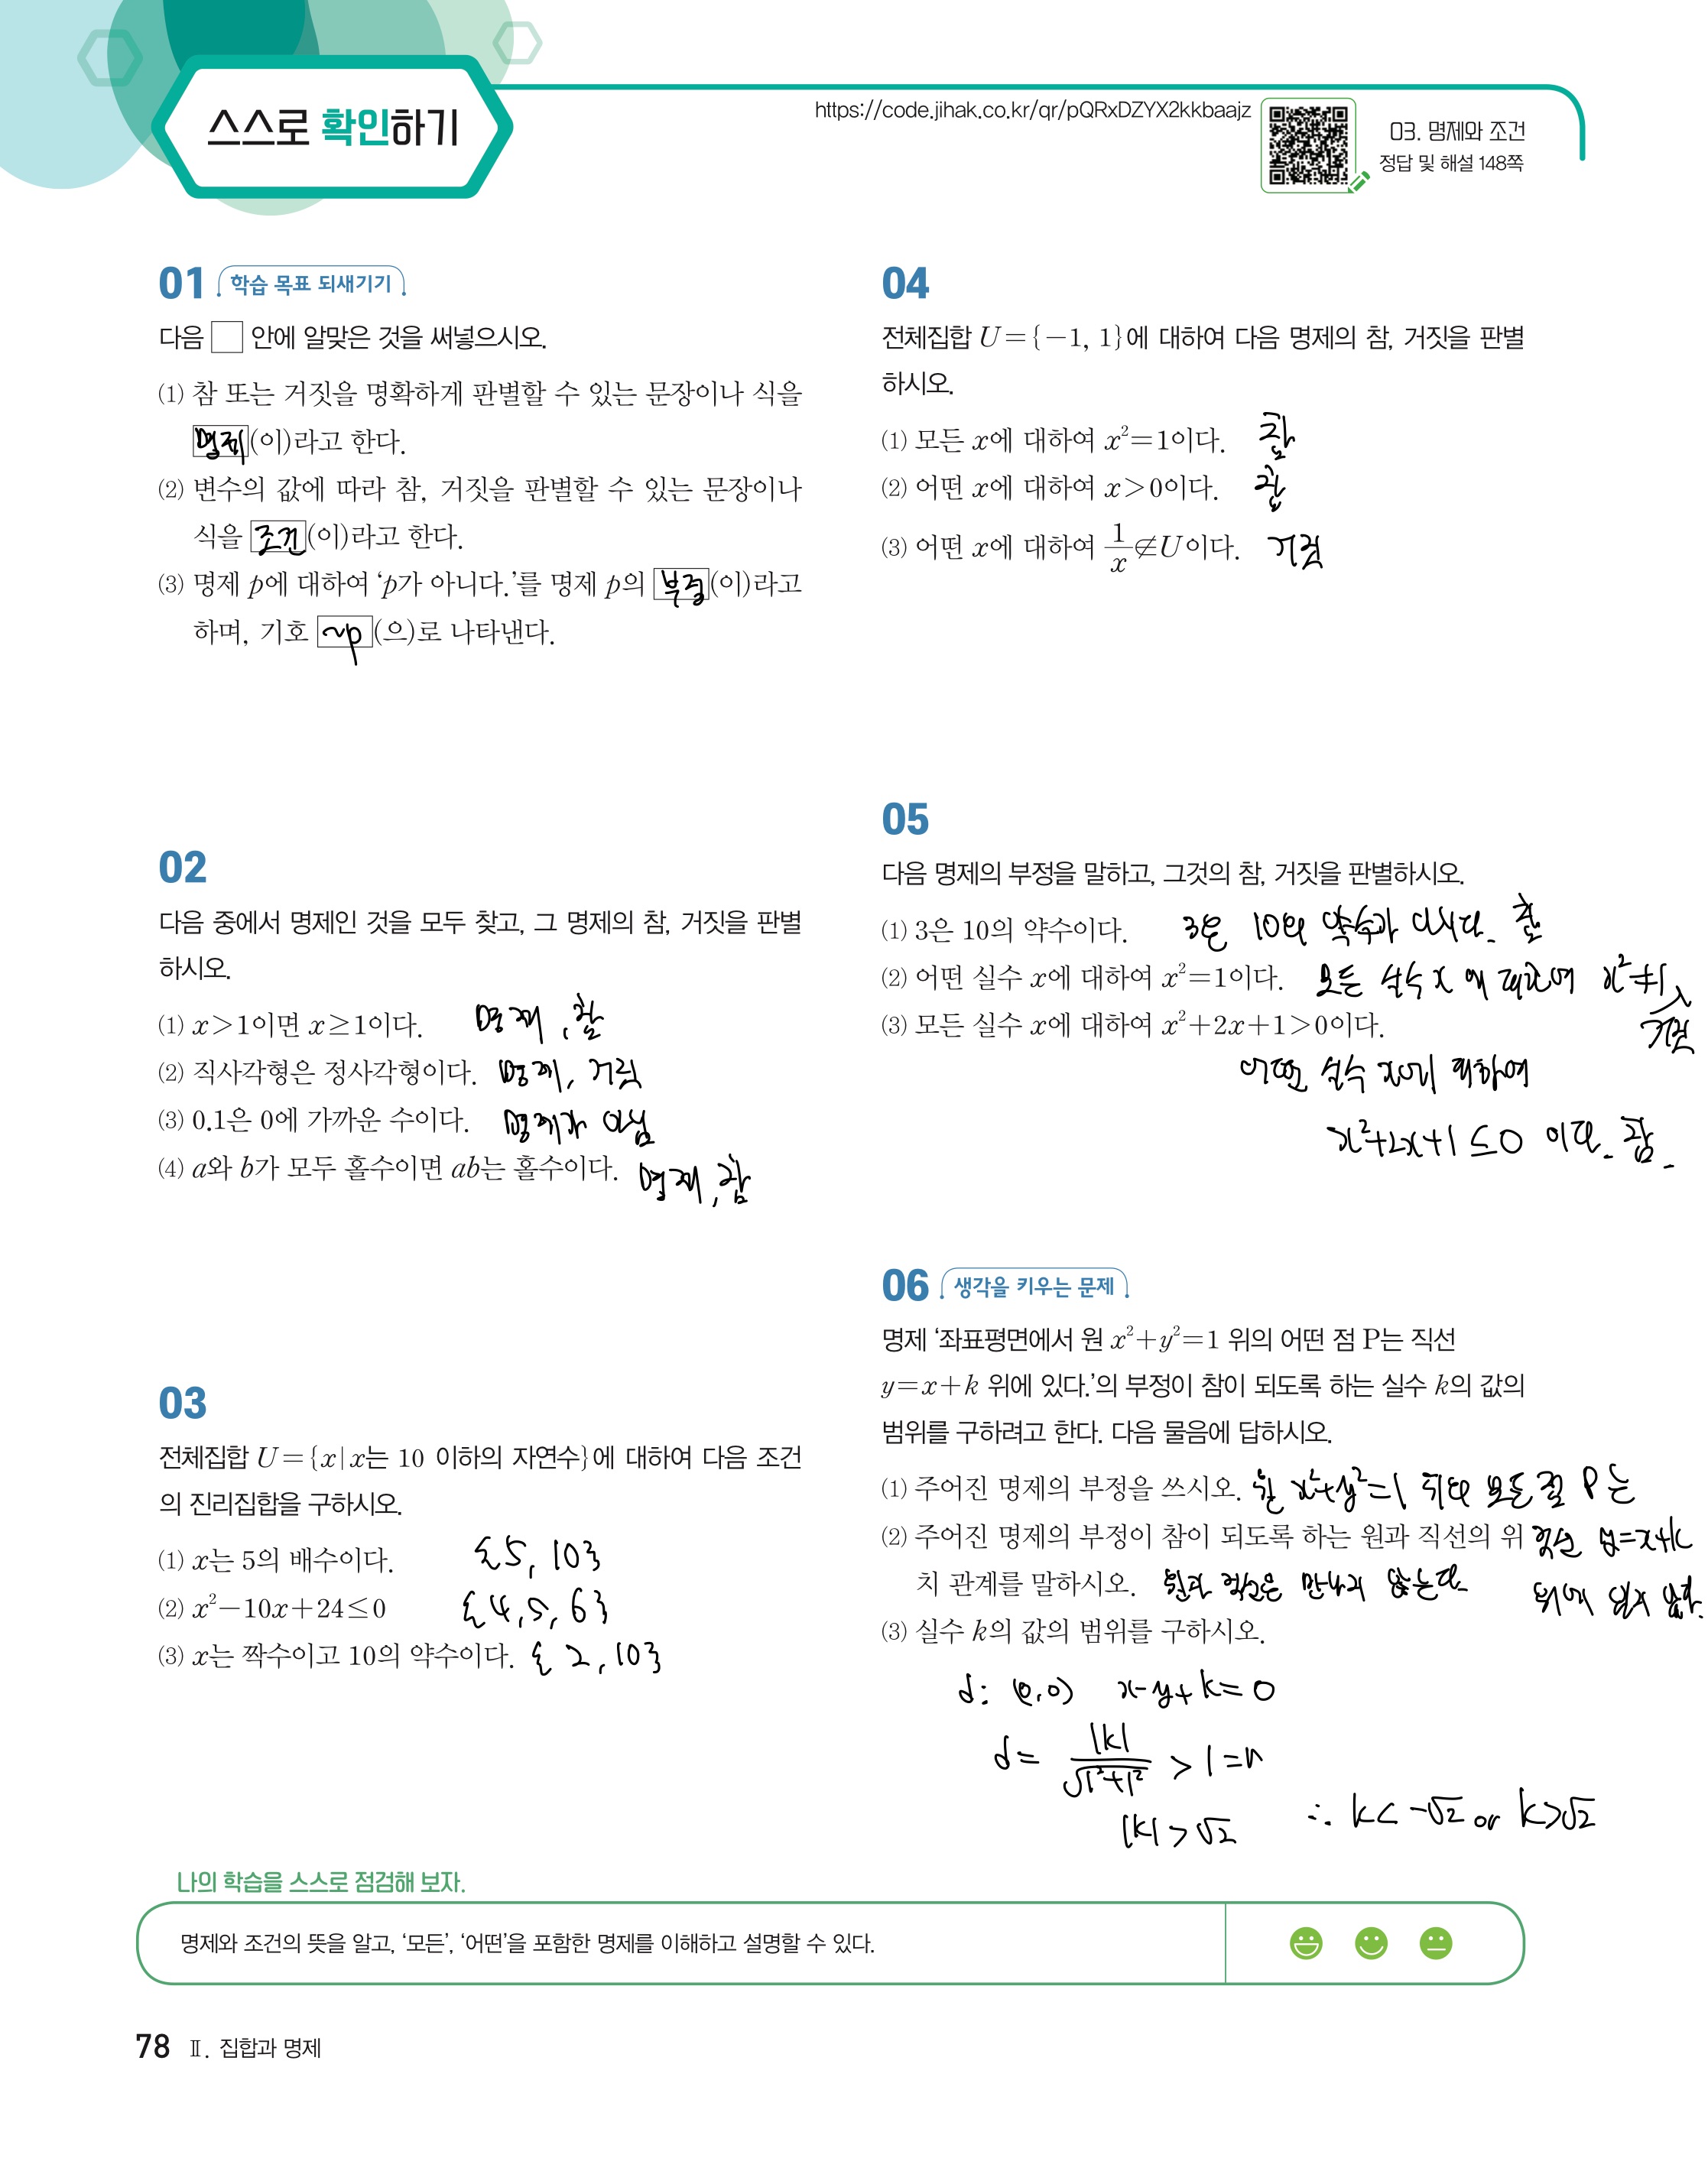 스스로 확인하기
https://code.jihak.co.kr/qr/pQRxDZYX2kkbaajz
03. 명제와 조건
정답 및 해설 148쪽
01 학습 목표 되새기기
다음 □ 안에 알맞은 것을 써넣으시오.
⑴ 참 또는 거짓을 명확하게 판별할 수 있는 문장이나 식을
명제(이)라고 한다.
⑵ 변수의 값에 따라 참, 거짓을 판별할 수 있는 문장이나
식을 조건(이)라고 한다.
⑶ 명제 p에 대하여 ‘p가 아니다.’를 명제 p의 부정(이)라고
하며, 기호 ~p(으)로 나타낸다.
02
다음 중에서 명제인 것을 모두 찾고, 그 명제의 참, 거짓을 판별
하시오.
⑴ x>1이면 x≥1이다. 명제, 참
⑵ 직사각형은 정사각형이다. 명제, 거짓
⑶ 0.1은 0에 가까운 수이다. 명제가 아님
⑷ a와 b가 모두 홀수이면 ab는 홀수이다. 명제, 참
03
전체집합 U={x|x는 10 이하의 자연수}에 대하여 다음 조건
의 진리집합을 구하시오.
⑴ x는 5의 배수이다. {5, 10}
⑵ x²-10x+24≤0 {4, 5, 6}
⑶ x는 짝수이고 10의 약수이다. {2, 10}
04
전체집합 U={-1, 1}에 대하여 다음 명제의 참, 거짓을 판별
하시오.
⑴ 모든 x에 대하여 x²=1이다. 참
⑵ 어떤 x에 대하여 x>0이다. 참
⑶ 어떤 x에 대하여 1/x∉U이다. 거짓
05
다음 명제의 부정을 말하고, 그것의 참, 거짓을 판별하시오.
⑴ 3은 10의 약수이다. 3은 10의 약수가 아니다. 참
⑵ 어떤 실수 x에 대하여 x²=1이다. 모든 실수 x에 대하여 x²≠1,
거짓
⑶ 모든 실수 x에 대하여 x²+2x+1>0이다.
어떤 실수 x에 대하여
x²+2x+1≤0 이다. 참.
06 생각을 키우는 문제
명제 ‘좌표평면에서 원 x²+y²=1 위의 어떤 점 P는 직선
y=x+k 위에 있다.’의 부정이 참이 되도록 하는 실수 k의 값의
범위를 구하려고 한다. 다음 물음에 답하시오.
⑴ 주어진 명제의 부정을 쓰시오. 원 x²+y²=1 위의 모든 점 P는
직선 y=x+k
위에 있지 않다.
⑵ 주어진 명제의 부정이 참이 되도록 하는 원과 직선의 위
치 관계를 말하시오. 원과 직선은 만나지 않는다.
⑶ 실수 k의 값의 범위를 구하시오.
d: (0,0) x-y+k=0
d= |k|/√(1²+1²) > 1=r
|k|>√2 ∴ k<-√2 or k>√2
나의 학습을 스스로 점검해 보자.
명제와 조건의 뜻을 알고, ‘모든’, ‘어떤’을 포함한 명제를 이해하고 설명할 수 있다.
78 Ⅱ. 집합과 명제